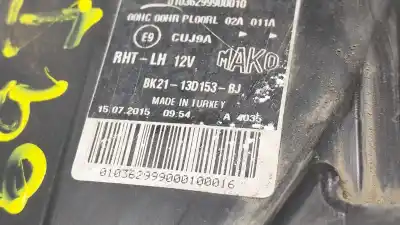 01036299900010
00HC 00HR PL00RL 02A 011A
E9 CUJ9A
RHT-LH 12V MAKO
BK21-13D153-BJ
MADE IN TURKEY
15.07.2015 09:54 A 4035
010362999000100016